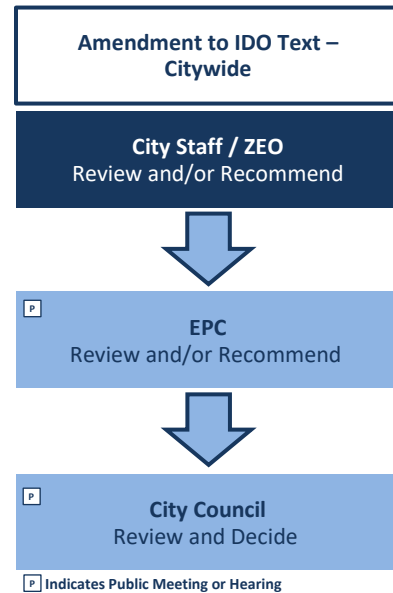 Amendment to IDO Text –
Citywide
City Staff / ZEO
Review and/or Recommend
P
EPC
Review and/or Recommend
P
City Council
Review and Decide
P Indicates Public Meeting or Hearing